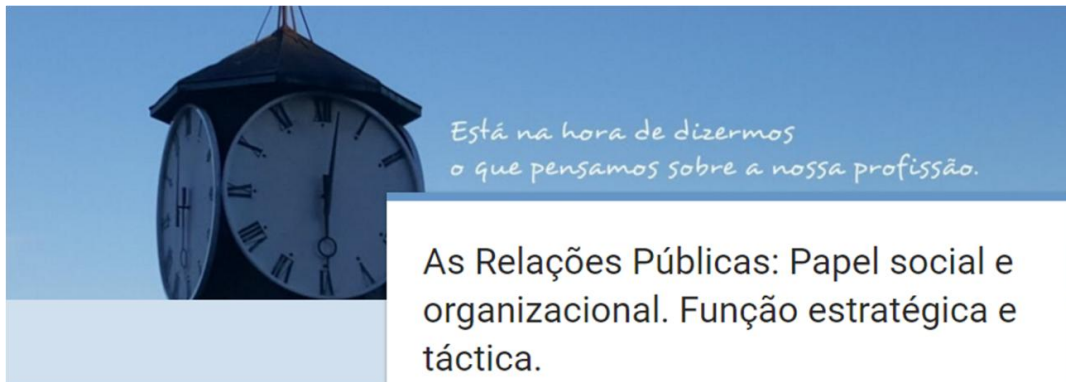 Está na hora de dizermos
o que pensamos sobre a nossa profissão.
As Relações Públicas: Papel social e
organizacional. Função estratégica e
táctica.